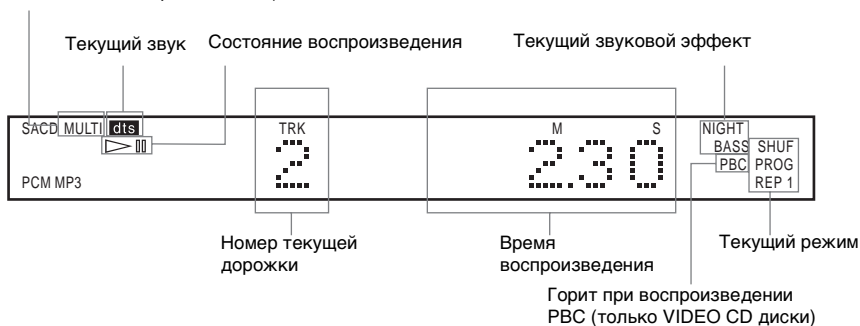 Текущий звук
Состояние воспроизведения
Текущий звуковой эффект
SACD MULTI dts
TRK
M
S
NIGHT
BASS
SHUF
2
2.30
PBC
PROG
PCM MP3
REP 1
Номер текущей
дорожки
Время
воспроизведения
Текущий режим
Горит при воспроизведении
PBC (только VIDEO CD диски)